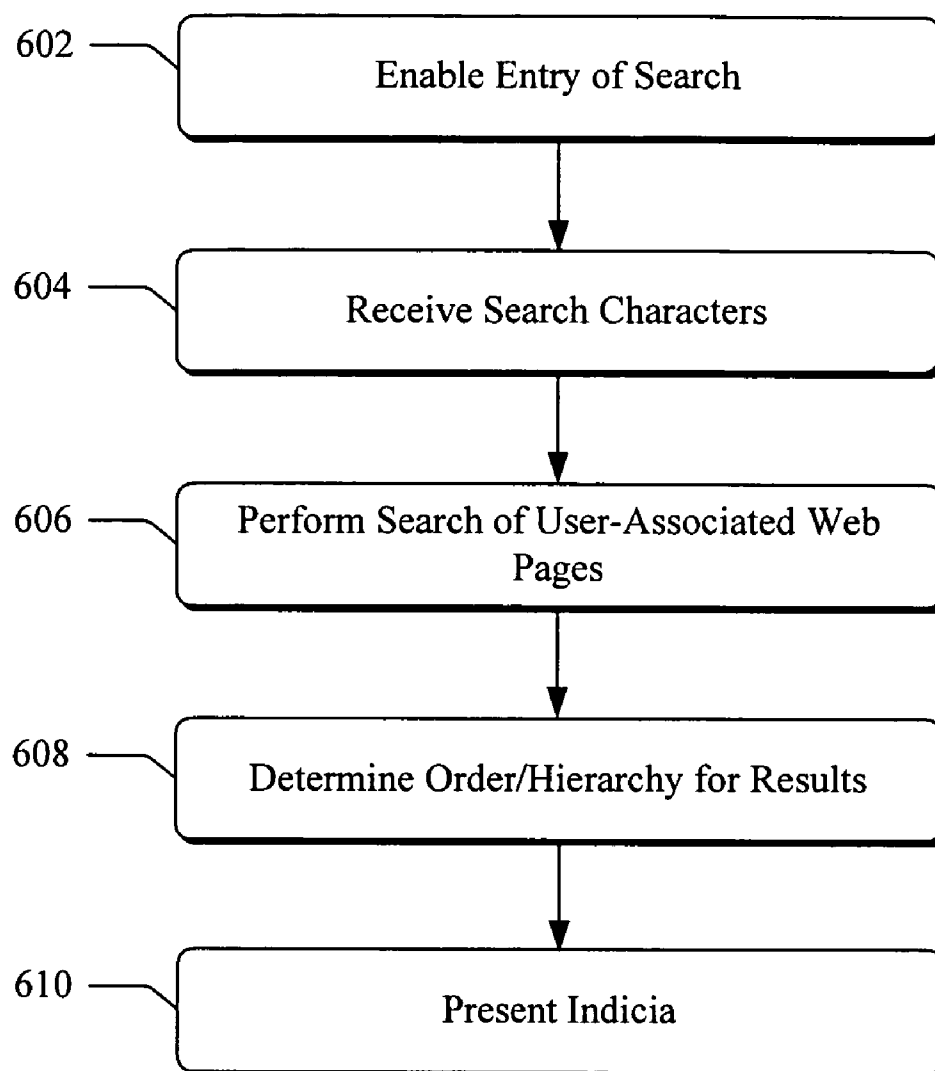 602
Enable Entry of Search
604
Receive Search Characters
606
Perform Search of User-Associated Web
Pages
608
Determine Order/Hierarchy for Results
610
Present Indicia